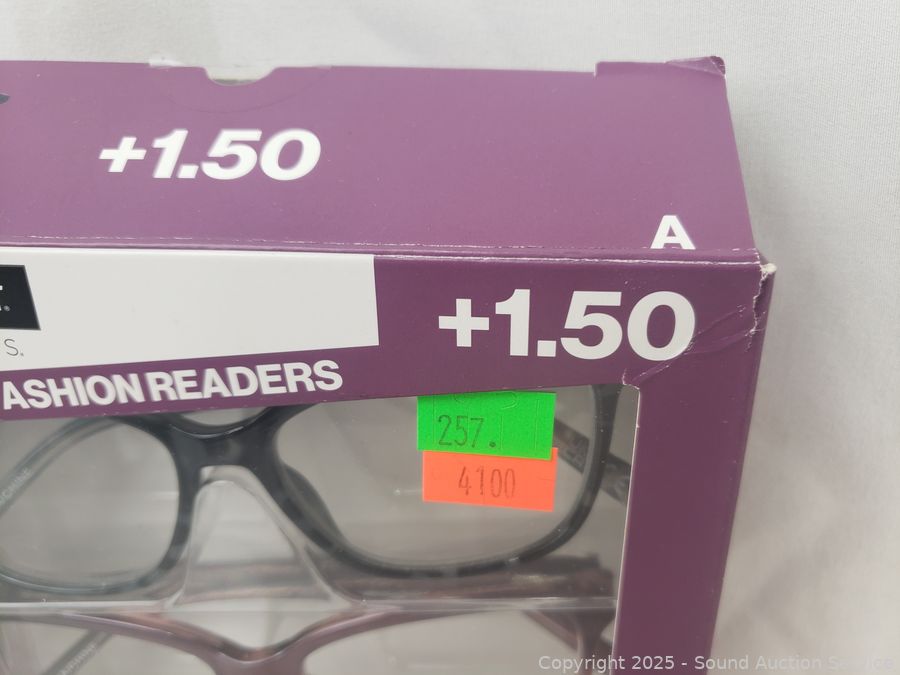 +1.50
A
+1.50
S.
ASHION READERS
257.
4100
Copyright 2025 - Sound Auction Service